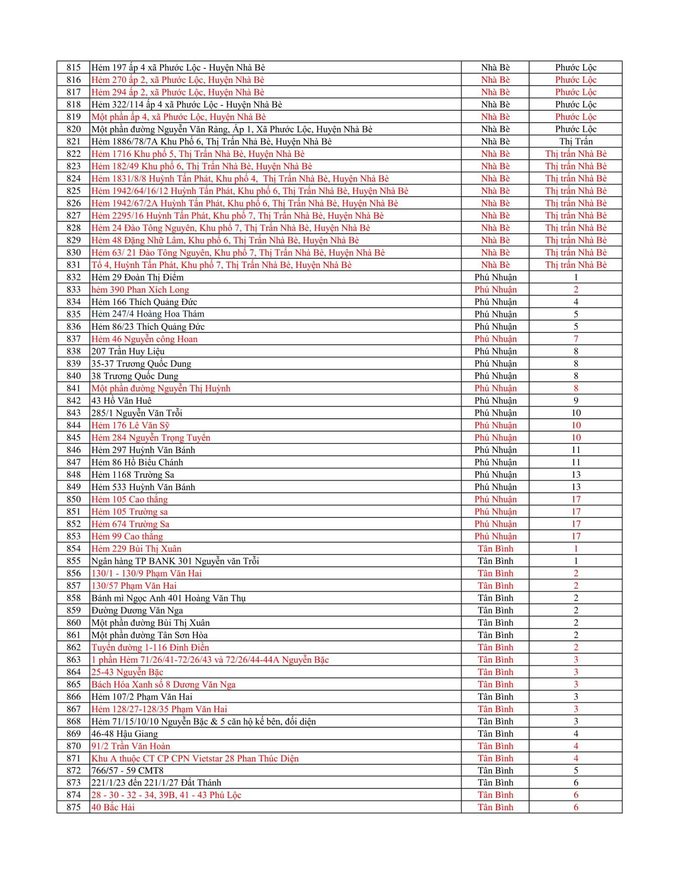 815 Hẻm 197 ấp 4 xã Phước Lộc - Huyện Nhà Bè Nhà Bè Phước Lộc
816 Hẻm 270 ấp 2, xã Phước Lộc, Huyện Nhà Bè Nhà Bè Phước Lộc
817 Hẻm 294 ấp 2, xã Phước Lộc, Huyện Nhà Bè Nhà Bè Phước Lộc
818 Hẻm 322/114 ấp 4 xã Phước Lộc - Huyện Nhà Bè Nhà Bè Phước Lộc
819 Một phần ấp 4, xã Phước Lộc, Huyện Nhà Bè Nhà Bè Phước Lộc
820 Một phần đường Nguyễn Văn Ràng, Ấp 1, Xã Phước Lộc, Huyện Nhà Bè Nhà Bè Phước Lộc
821 Hẻm 1886/78/7A Khu Phố 6, Thị Trấn Nhà Bè, Huyện Nhà Bè Nhà Bè Thị Trấn
822 Hẻm 1716 Khu phố 5, Thị Trấn Nhà Bè, Huyện Nhà Bè Nhà Bè Thị trấn Nhà Bè
823 Hẻm 182/49 Khu phố 6, Thị Trấn Nhà Bè, Huyện Nhà Bè Nhà Bè Thị trấn Nhà Bè
824 Hẻm 1831/8/8 Huỳnh Tấn Phát, Khu phố 4, Thị Trấn Nhà Bè, Huyện Nhà Bè Nhà Bè Thị trấn Nhà Bè
825 Hẻm 1942/64/16/12 Huỳnh Tấn Phát, Khu phố 6, Thị Trấn Nhà Bè, Huyện Nhà Bè Nhà Bè Thị trấn Nhà Bè
826 Hẻm 1942/67/2A Huỳnh Tấn Phát, Khu phố 6, Thị Trấn Nhà Bè, Huyện Nhà Bè Nhà Bè Thị trấn Nhà Bè
827 Hẻm 2295/16 Huỳnh Tấn Phát, Khu phố 7, Thị Trấn Nhà Bè, Huyện Nhà Bè Nhà Bè Thị trấn Nhà Bè
828 Hẻm 24 Đào Tông Nguyên, Khu phố 7, Thị Trấn Nhà Bè, Huyện Nhà Bè Nhà Bè Thị trấn Nhà Bè
829 Hẻm 48 Đặng Nhữ Lâm, Khu phố 6, Thị Trấn Nhà Bè, Huyện Nhà Bè Nhà Bè Thị trấn Nhà Bè
830 Hẻm 63/ 21 Đào Tông Nguyên, Khu phố 7, Thị Trấn Nhà Bè, Huyện Nhà Bè Nhà Bè Thị trấn Nhà Bè
831 Tổ 4, Huỳnh Tấn Phát, Khu phố 7, Thị Trấn Nhà Bè, Huyện Nhà Bè Nhà Bè Thị trấn Nhà Bè
832 Hẻm 29 Đoàn Thị Điểm Phú Nhuận 1
833 hẻm 390 Phan Xích Long Phú Nhuận 2
834 Hẻm 166 Thích Quảng Đức Phú Nhuận 4
835 Hẻm 247/4 Hoàng Hoa Thám Phú Nhuận 5
836 Hẻm 86/23 Thích Quảng Đức Phú Nhuận 5
837 Hẻm 46 Nguyễn công Hoan Phú Nhuận 7
838 207 Trần Huy Liệu Phú Nhuận 8
839 35-37 Trương Quốc Dung Phú Nhuận 8
840 38 Trương Quốc Dung Phú Nhuận 8
841 Một phần đường Nguyễn Thị Huỳnh Phú Nhuận 8
842 43 Hồ Văn Huê Phú Nhuận 9
843 285/1 Nguyễn Văn Trỗi Phú Nhuận 10
844 Hẻm 176 Lê Văn Sỹ Phú Nhuận 10
845 Hẻm 284 Nguyễn Trọng Tuyển Phú Nhuận 10
846 Hẻm 297 Huỳnh Văn Bánh Phú Nhuận 11
847 Hẻm 86 Hồ Biểu Chánh Phú Nhuận 11
848 Hẻm 1168 Trường Sa Phú Nhuận 13
849 Hẻm 533 Huỳnh Văn Bánh Phú Nhuận 13
850 Hẻm 105 Cao thắng Phú Nhuận 17
851 Hẻm 105 Trường sa Phú Nhuận 17
852 Hẻm 674 Trường Sa Phú Nhuận 17
853 Hẻm 99 Cao thắng Phú Nhuận 17
854 Hẻm 229 Bùi Thị Xuân Tân Bình 1
855 Ngân hàng TP BANK 301 Nguyễn văn Trỗi Tân Bình 1
856 130/1 - 130/9 Phạm Văn Hai Tân Bình 2
857 130/57 Phạm Văn Hai Tân Bình 2
858 Bánh mì Ngọc Anh 401 Hoàng Văn Thụ Tân Bình 2
859 Đường Dương Vân Nga Tân Bình 2
860 Một phần đường Bùi Thị Xuân Tân Bình 2
861 Một phần đường Tân Sơn Hòa Tân Bình 2
862 Tuyến đường 1-116 Đinh Điền Tân Bình 2
863 1 phần Hẻm 71/26/41-72/26/43 và 72/26/44-44A Nguyễn Bặc Tân Bình 3
864 25-43 Nguyễn Bặc Tân Bình 3
865 Bách Hóa Xanh số 8 Dương Vân Nga Tân Bình 3
866 Hẻm 107/2 Phạm Văn Hai Tân Bình 3
867 Hẻm 128/27-128/35 Phạm Văn Hai Tân Bình 3
868 Hẻm 71/15/10/10 Nguyễn Bặc & 5 căn hộ kế bên, đối diện Tân Bình 3
869 46-48 Hậu Giang Tân Bình 4
870 91/2 Trần Văn Hoàn Tân Bình 4
871 Khu A thuộc CT CP CPN Vietstar 28 Phan Thúc Diện Tân Bình 4
872 766/57 - 59 CMT8 Tân Bình 5
873 221/1/23 đến 221/1/27 Đất Thánh Tân Bình 6
874 28 - 30 - 32 - 34, 39B, 41 - 43 Phú Lộc Tân Bình 6
875 40 Bắc Hải Tân Bình 6